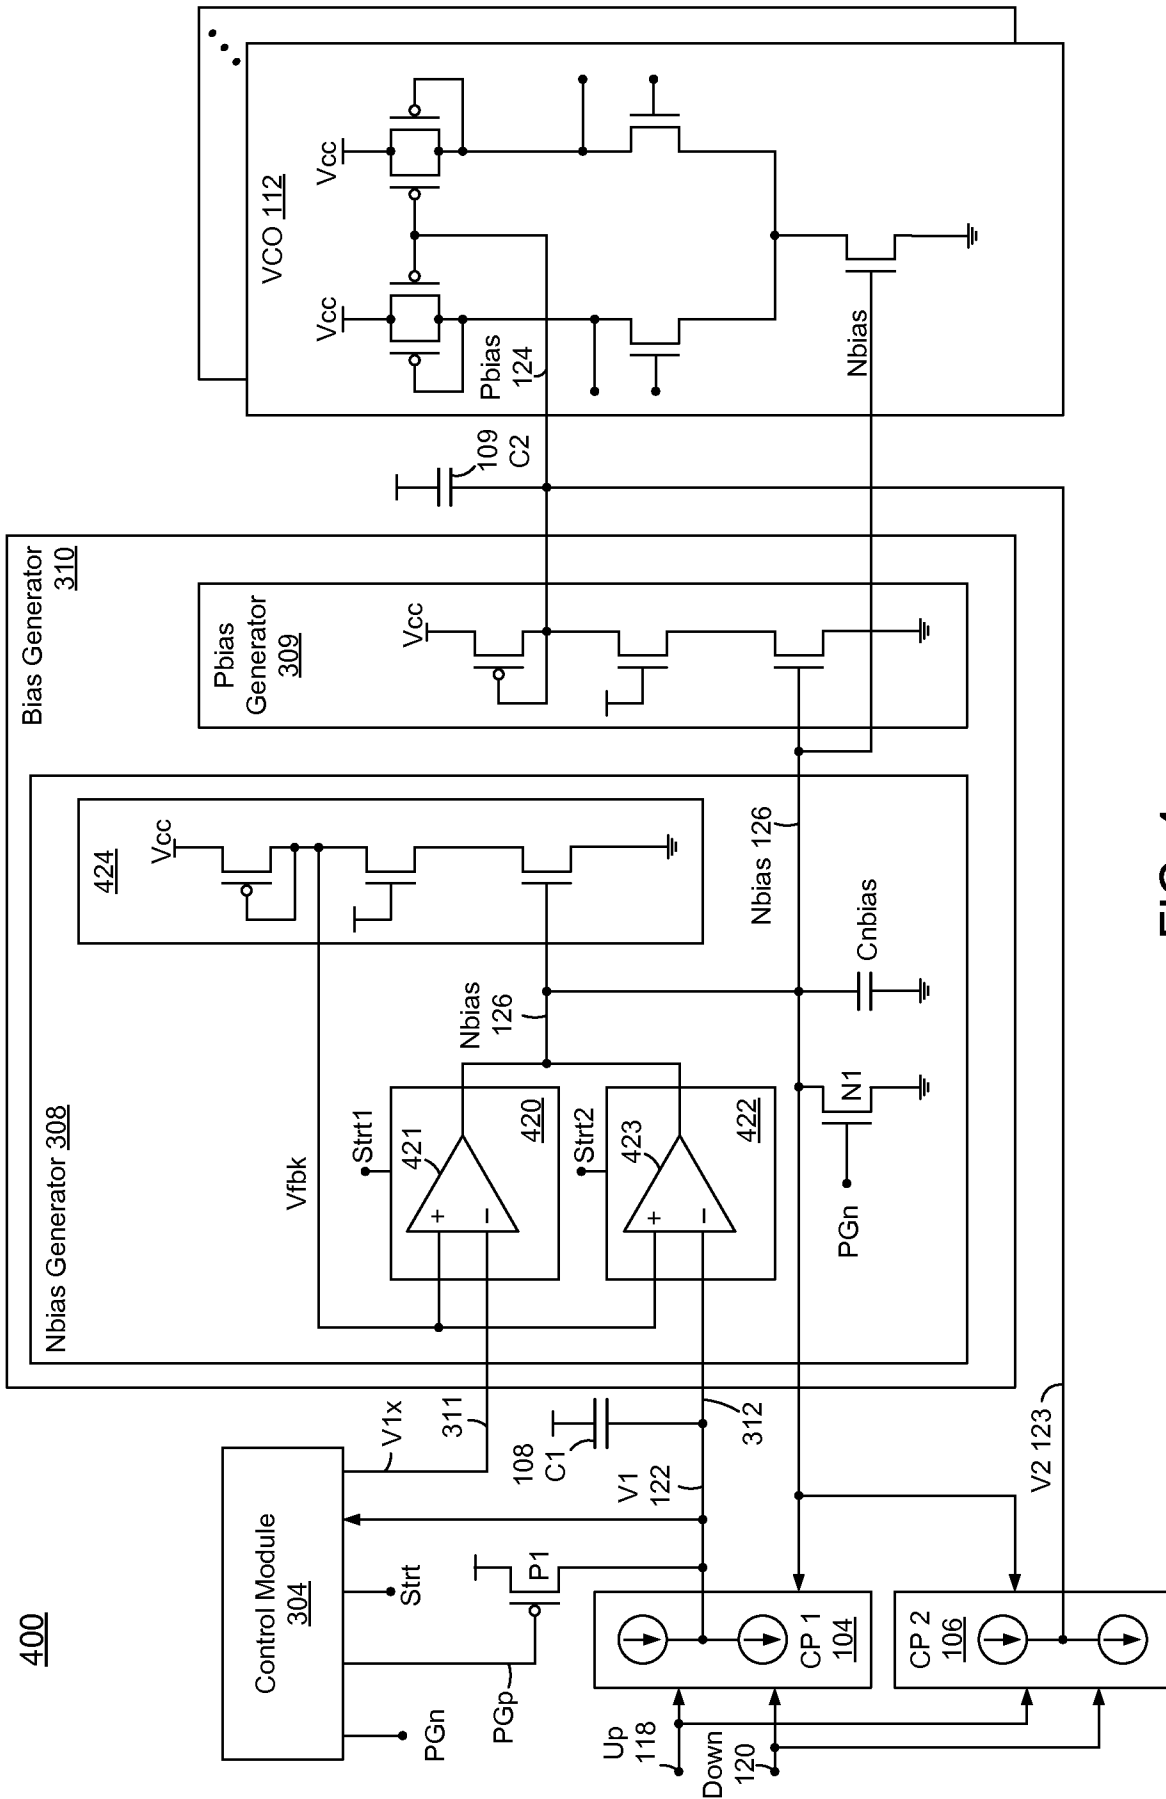 400
Control Module
304
PGn
PGp
Strt
P1
V1x
311
Up
118
Down
120
CP 1
104
CP 2
106
V1
122
108
C1
312
V2 123
Bias Generator
310
Nbias Generator 308
Vfbk
Strt1
421
+
−
420
Strt2
423
+
−
422
Nbias
126
424
Vcc
PGn
N1
Cnbias
Nbias 126
Pbias
Generator
309
Vcc
109
C2
Pbias
124
Nbias
VCO 112
Vcc
Vcc